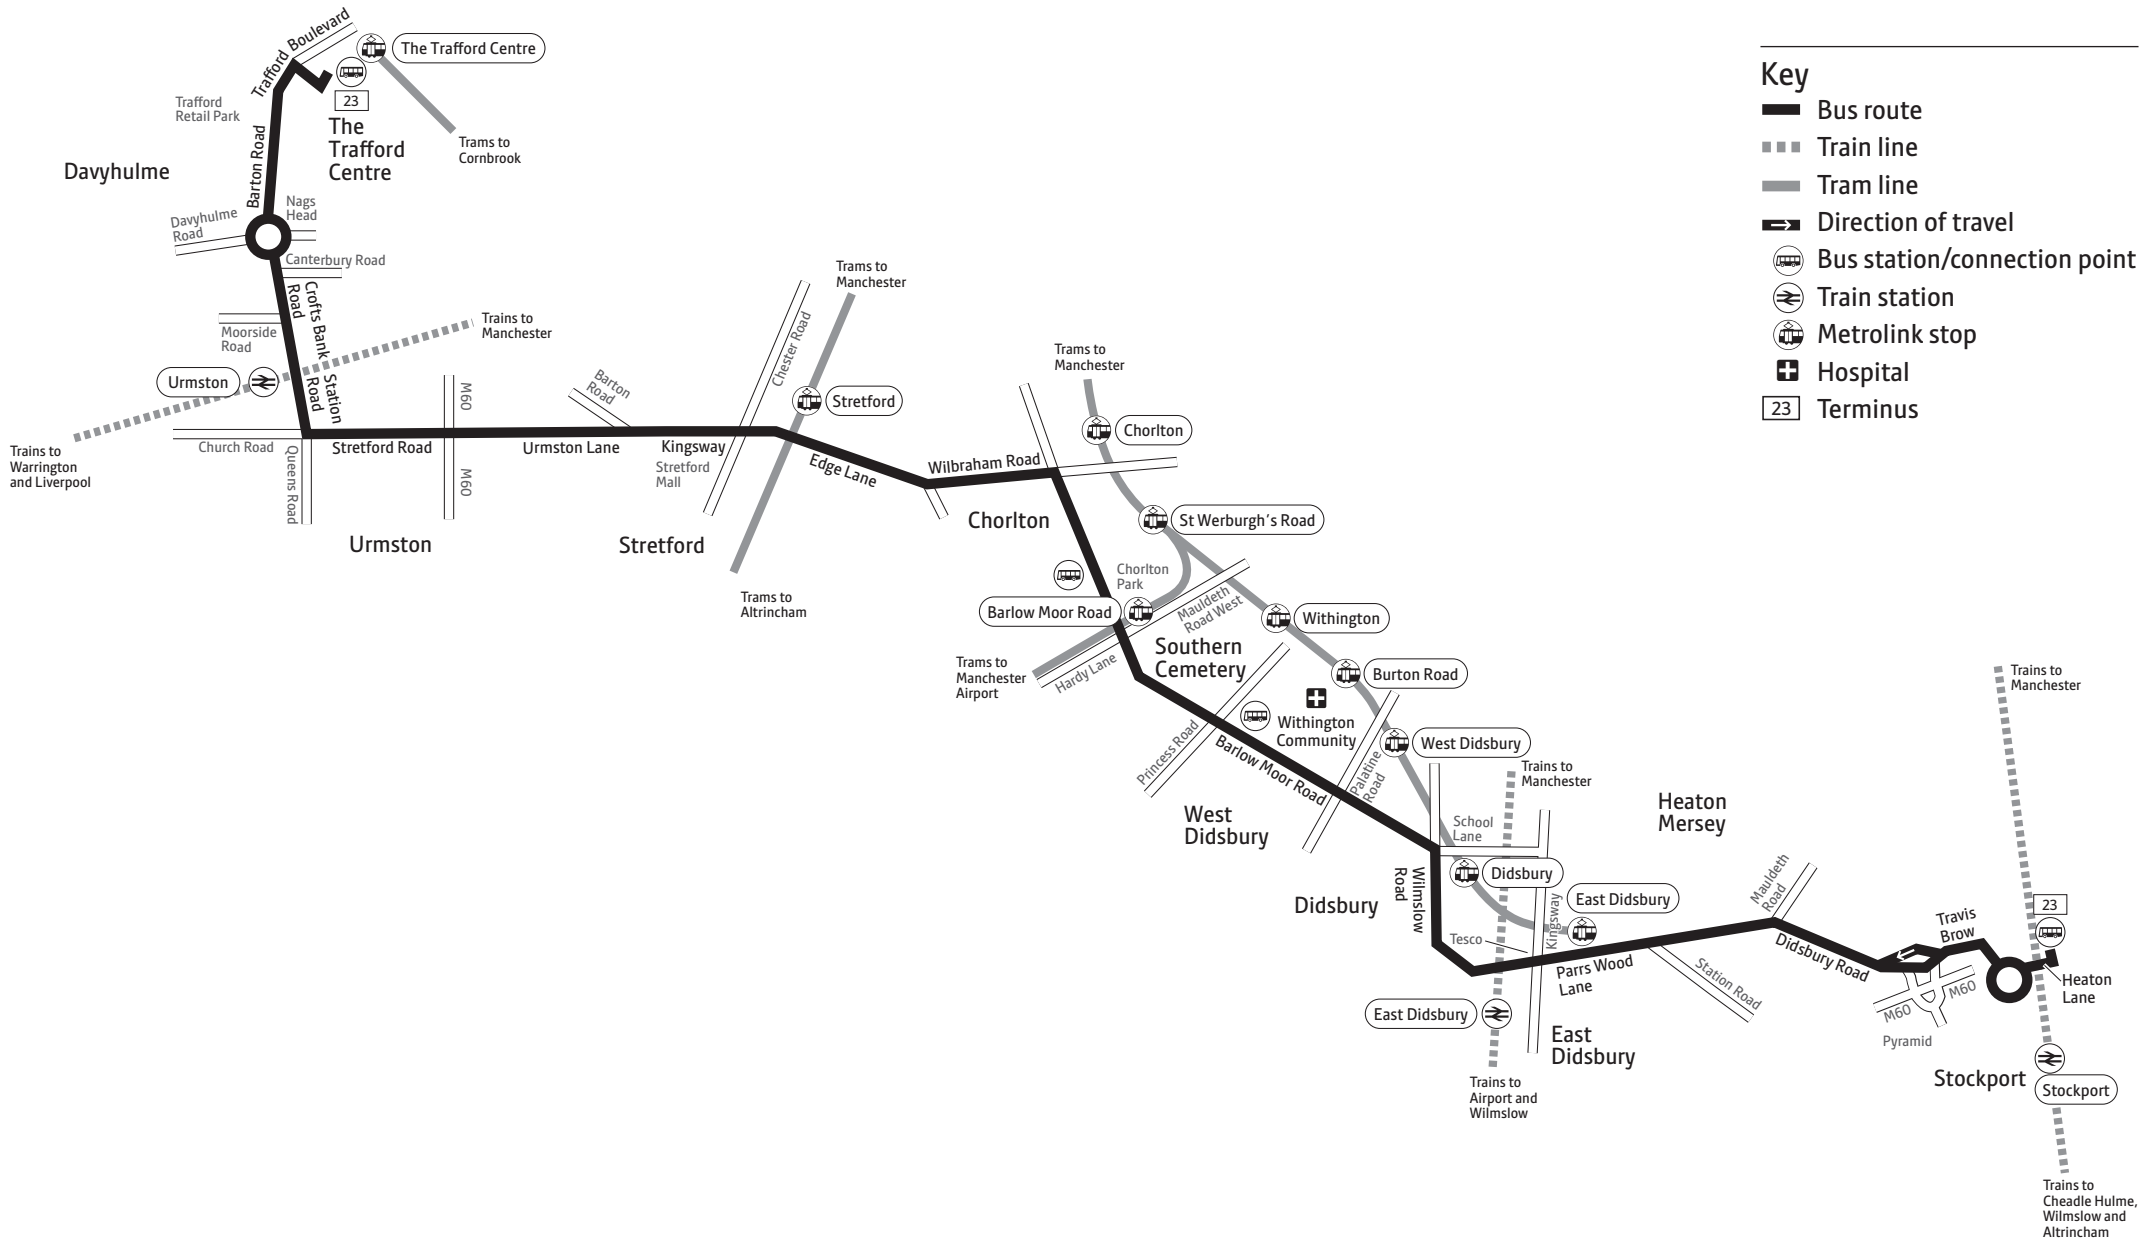 Trafford Boulevard
The Trafford Centre
23
The
Trafford
Centre
Trams to
Cornbrook
Trafford
Retail Park
Barton Road
Davyhulme
Davyhulme
Road
Nags
Head
Canterbury Road
Crofts Bank
Road
Moorside
Road
Trains to
Manchester
Urmston
Station
Road
Trains to
Warrington
and Liverpool
Church Road
Queens Road
Stretford Road
M60
M60
Urmston
Barton
Road
Urmston Lane
Kingsway
Stretford
Mall
Stretford
Chester Road
Trams to
Manchester
Stretford
Trams to
Altrincham
Edge Lane
Wilbraham Road
Chorlton
Trams to
Manchester
Chorlton
St Werburgh's Road
Chorlton
Park
Barlow Moor Road
Mauldeth
Road West
Hardy Lane
Trams to
Manchester
Airport
Southern
Cemetery
Withington
Burton Road
Withington
Community
Princess Road
Barlow Moor Road
West
Didsbury
Palatine
Road
West Didsbury
Trains to
Manchester
School
Lane
Wilmslow
Road
Didsbury
Didsbury
Kingsway
East Didsbury
Tesco
Parrs Wood
Lane
East Didsbury
East
Didsbury
Trains to
Airport and
Wilmslow
Heaton
Mersey
Station Road
Mauldeth
Road
Didsbury Road
Travis
Brow
M60
M60
Pyramid
Trains to
Manchester
23
Heaton
Lane
Stockport
Stockport
Trains to
Cheadle Hulme,
Wilmslow and
Altrincham
Key
Bus route
Train line
Tram line
Direction of travel
Bus station/connection point
Train station
Metrolink stop
Hospital
23 Terminus